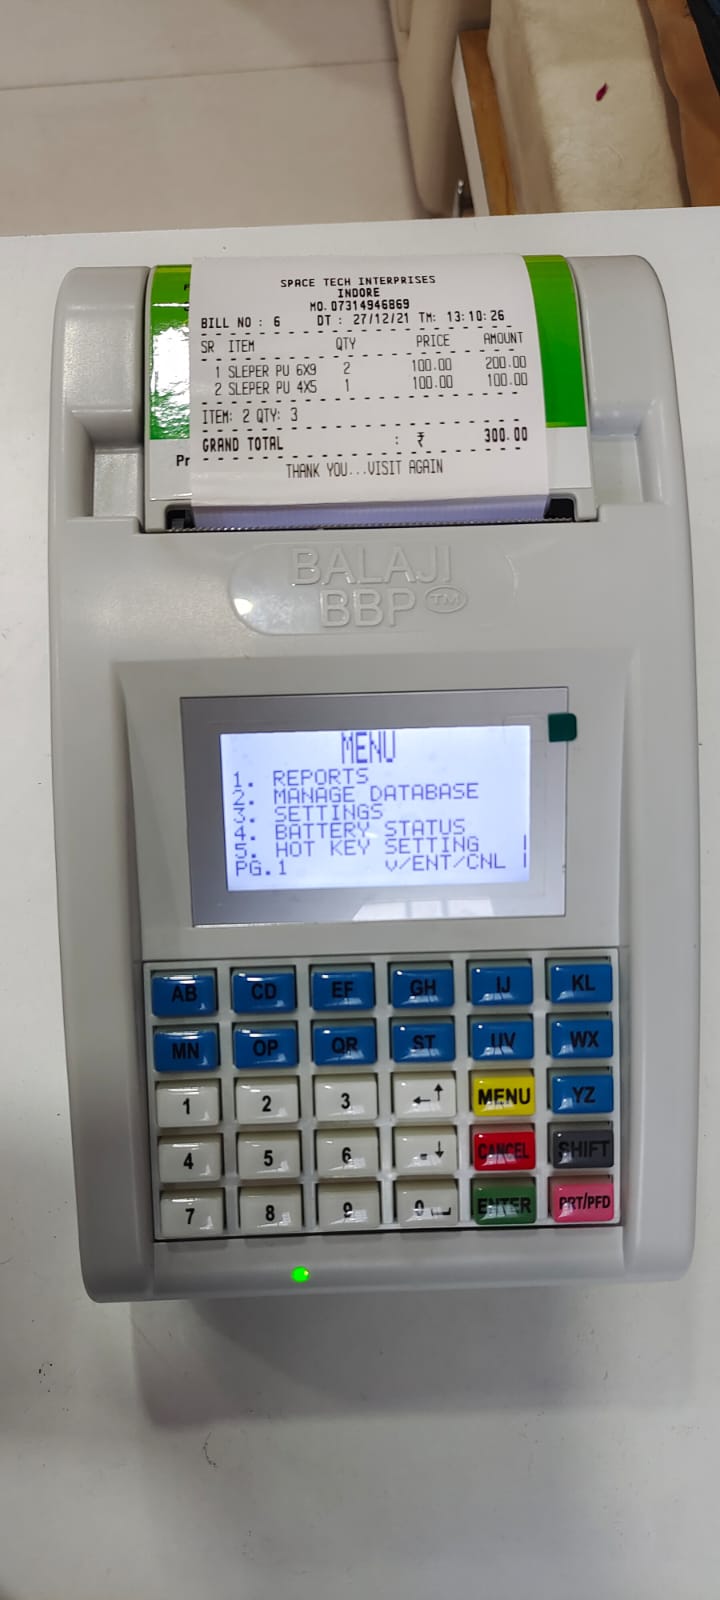 SPACE TECH INTERPRISES
INDORE
MO.07314946869
BILL NO : 6 DT : 27/12/21 TM: 13:10:26
SR ITEM QTY PRICE AMOUNT
1 SLEPER PU 6X9 2 100.00 200.00
2 SLEPER PU 4X5 1 100.00 100.00
ITEM: 2 QTY: 3
GRAND TOTAL : ₹ 300.00
THANK YOU...VISIT AGAIN
Pr
BALAJI
BBP TM
MENU
1. REPORTS
2. MANAGE DATABASE
3. SETTINGS
4. BATTERY STATUS
5. HOT KEY SETTING
PG.1 v/ENT/CNL
AB CD EF GH IJ KL
MN OP QR ST UV WX
1 2 3 ←↑ MENU YZ
4 5 6 . ↓ CANCEL SHIFT
7 8 9 0 ENTER PRT/PFD